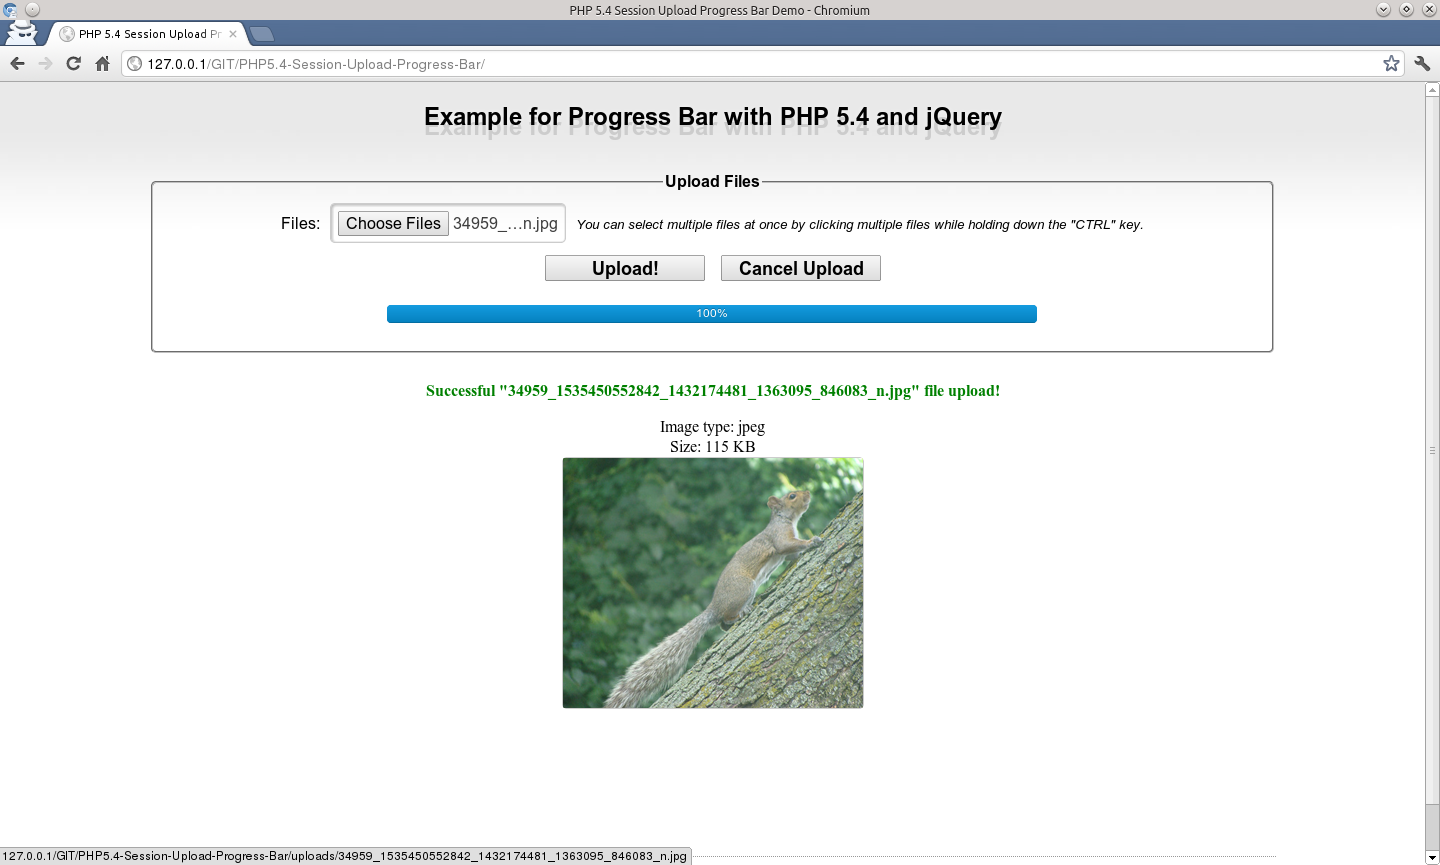 PHP 5.4 Session Upload Progress Bar Demo - Chromium
PHP 5.4 Session Upload Pr
127.0.0.1/GIT/PHP5.4-Session-Upload-Progress-Bar/
Example for Progress Bar with PHP 5.4 and jQuery
Upload Files
Files: Choose Files 34959_...n.jpg You can select multiple files at once by clicking multiple files while holding down the "CTRL" key.
Upload! Cancel Upload
100%
Successful "34959_1535450552842_1432174481_1363095_846083_n.jpg" file upload!
Image type: jpeg
Size: 115 KB
127.0.0.1/GIT/PHP5.4-Session-Upload-Progress-Bar/uploads/34959_1535450552842_1432174481_1363095_846083_n.jpg